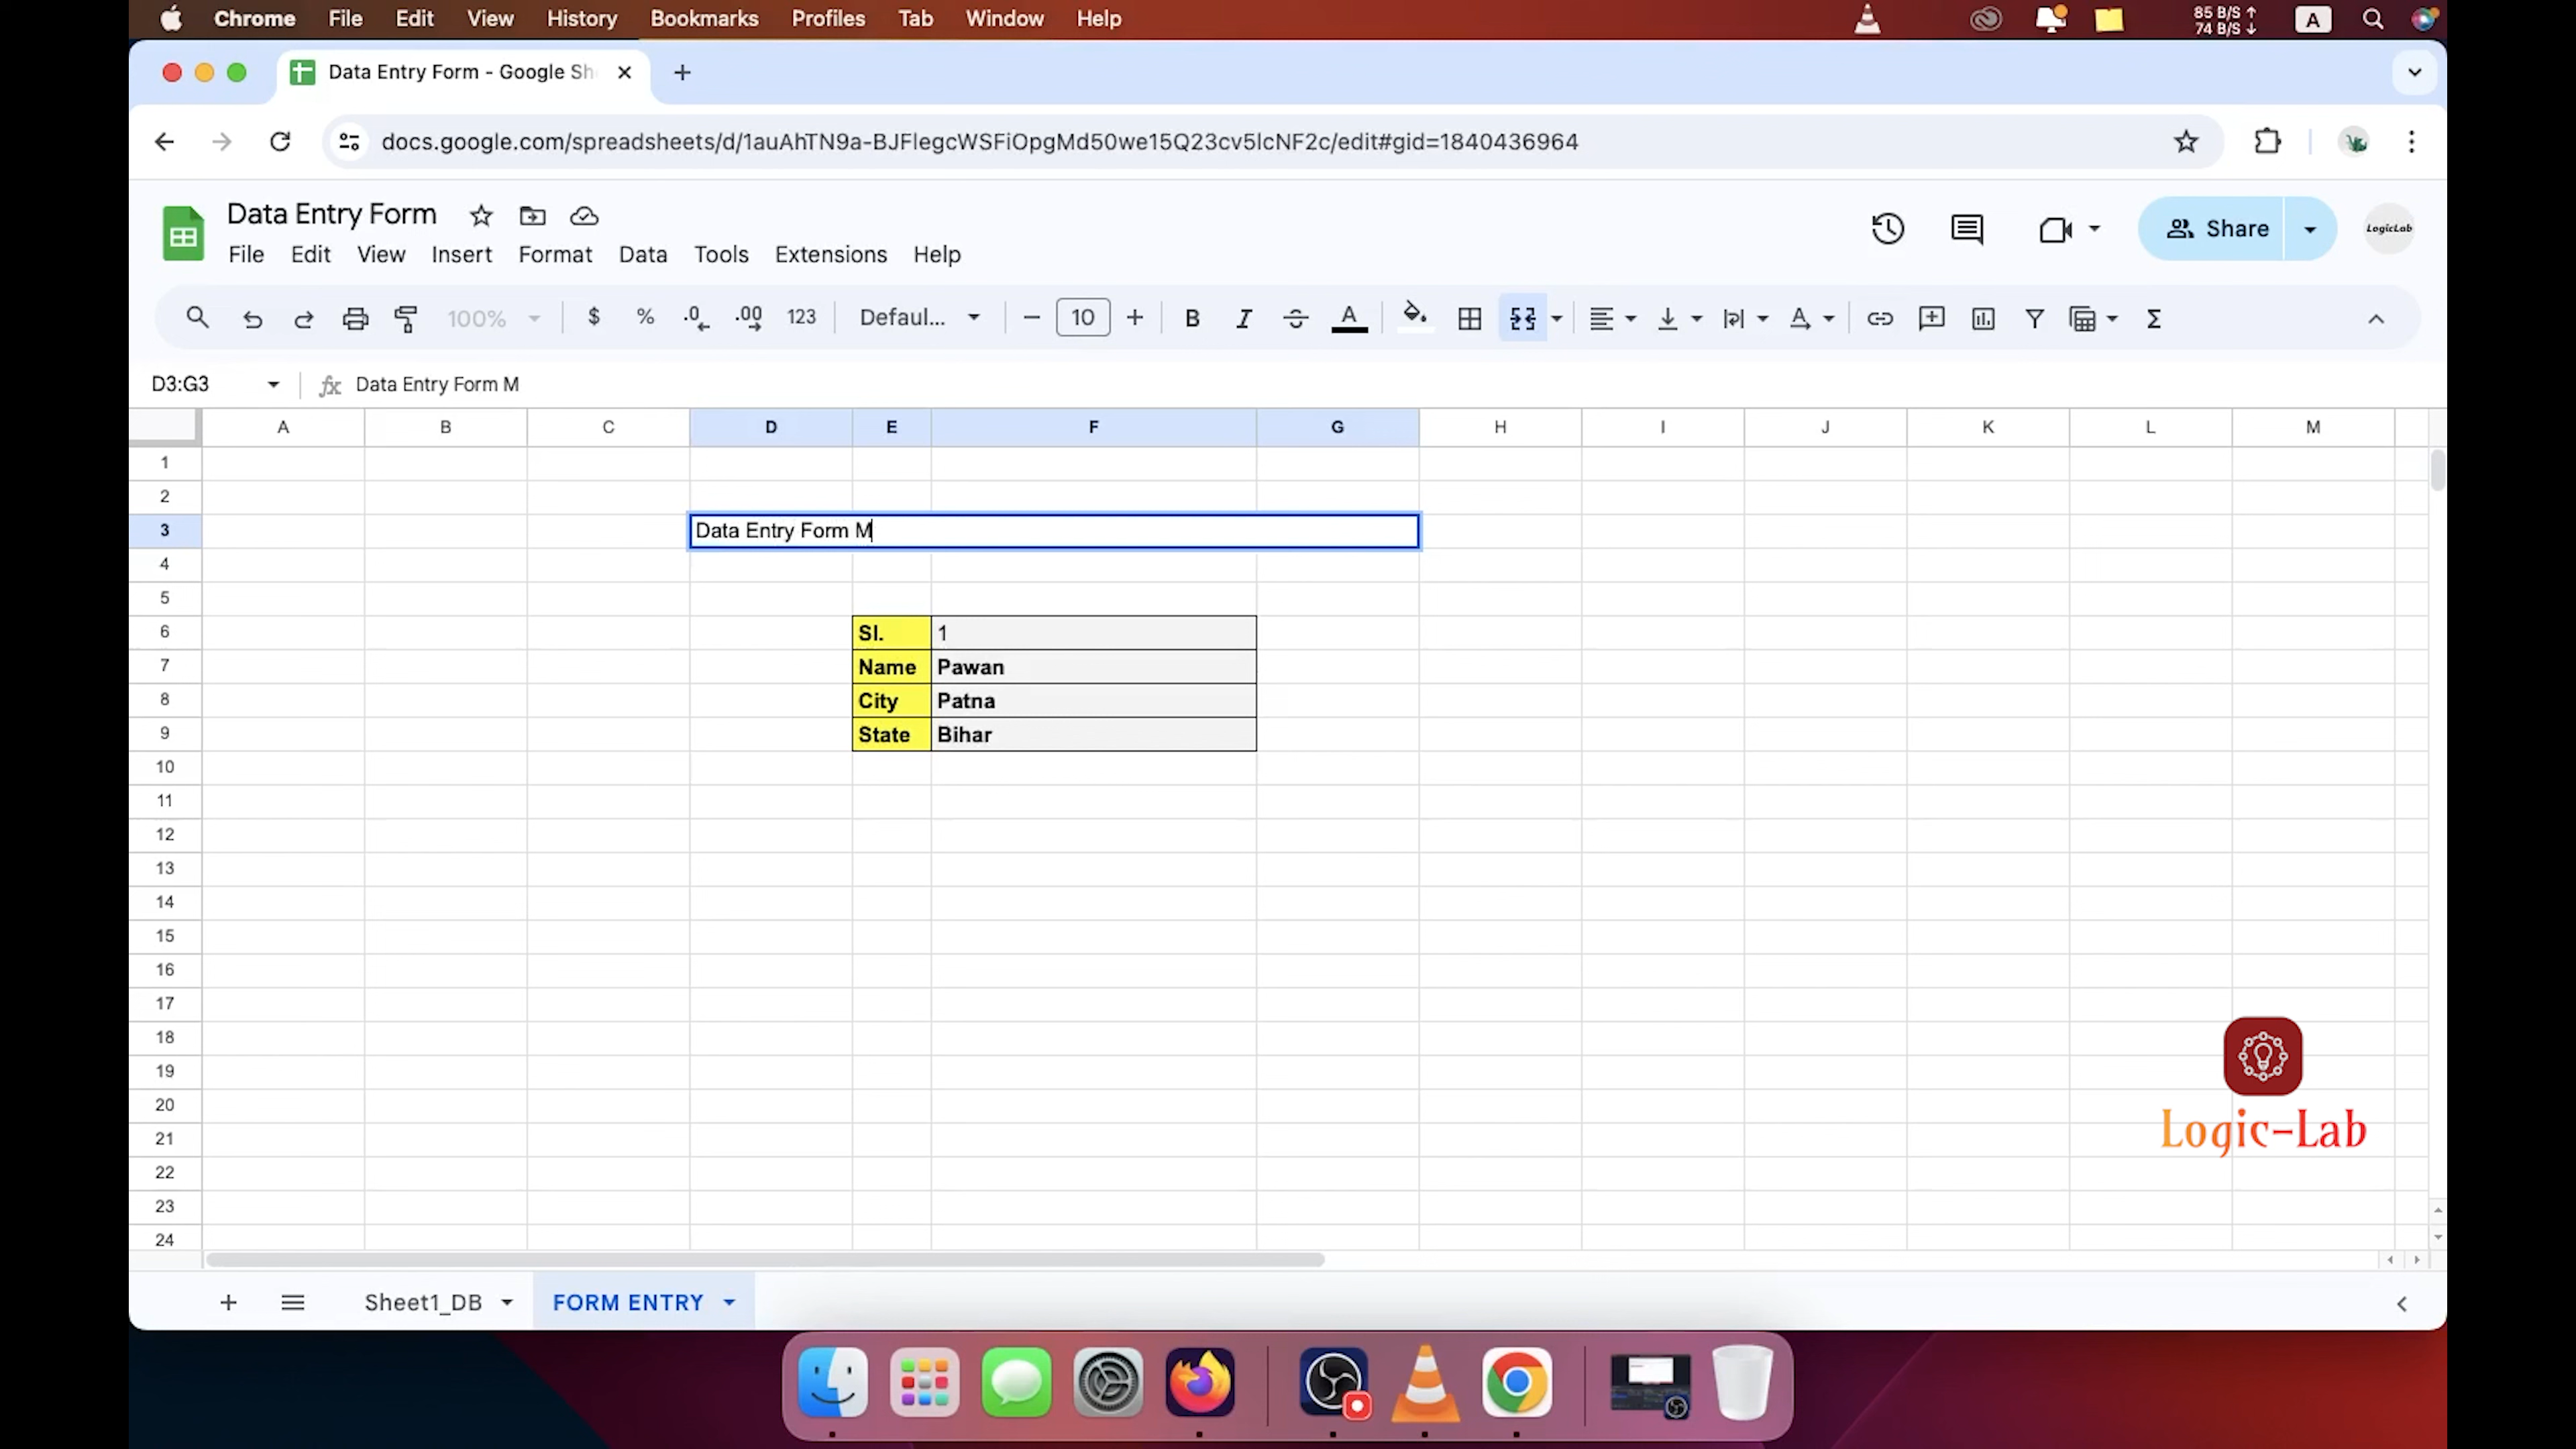 Chrome File Edit View History Bookmarks Profiles Tab Window Help 85 B/S ↑ A
74 B/S ↓
Data Entry Form - Google Sh
docs.google.com/spreadsheets/d/1auAhTN9a-BJFlegcWSFiOpgMd50we15Q23cv5lcNF2c/edit#gid=1840436964
Data Entry Form
Share
LogicLab
File Edit View Insert Format Data Tools Extensions Help
100% $ % .0 .00 123 Defaul... 10 B I A A Σ
D3:G3 fx Data Entry Form M
A B C D E F G H I J K L M
1
2
3 Data Entry Form M
4
5
6 Sl. 1
7 Name Pawan
8 City Patna
9 State Bihar
10
11
12
13
14
15
16
17
18
19
20
Logic-Lab
21
22
23
24
Sheet1_DB FORM ENTRY